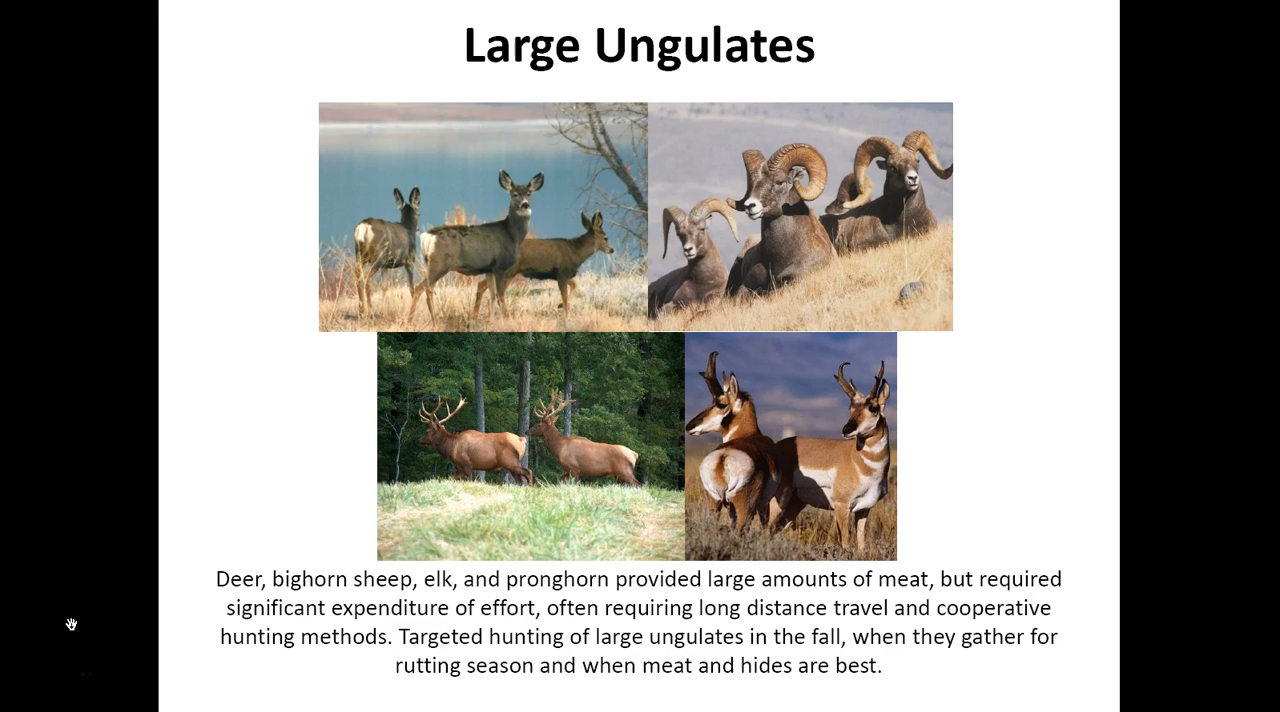 Large Ungulates
Deer, bighorn sheep, elk, and pronghorn provided large amounts of meat, but required
significant expenditure of effort, often requiring long distance travel and cooperative
hunting methods. Targeted hunting of large ungulates in the fall, when they gather for
rutting season and when meat and hides are best.